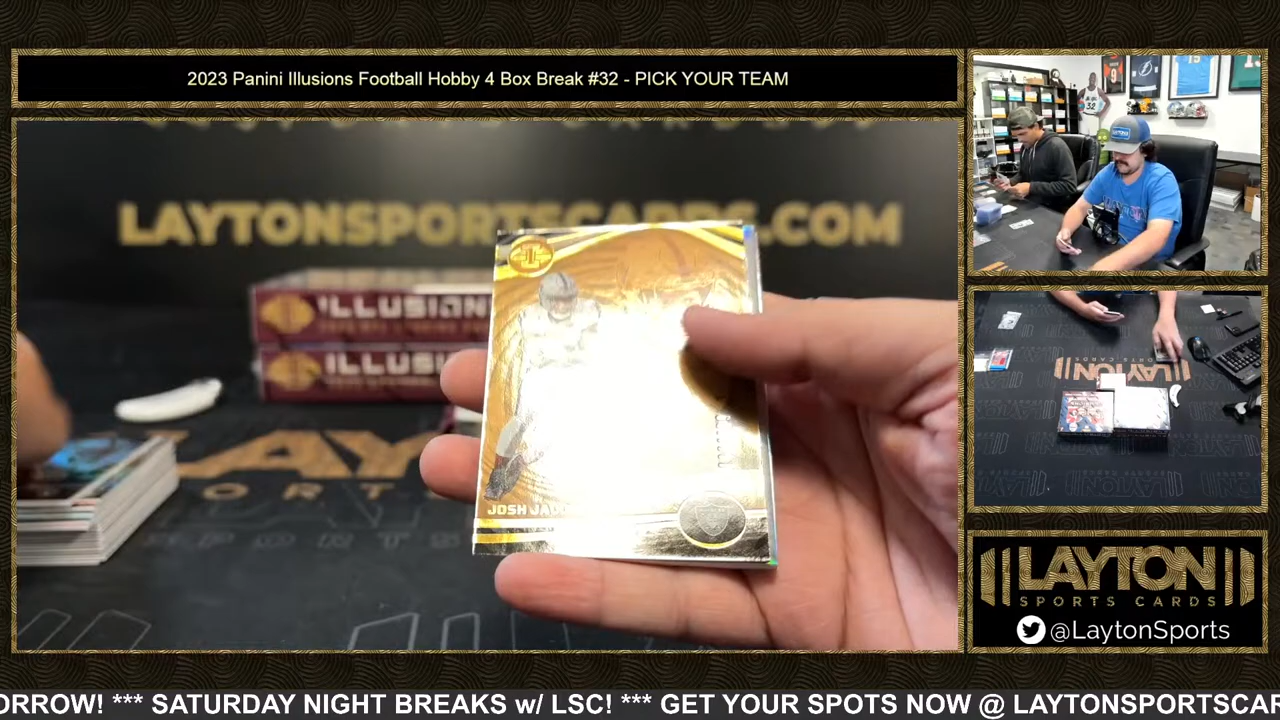 2023 Panini Illusions Football Hobby 4 Box Break #32 - PICK YOUR TEAM
LAYTONSPORTSCARDS.COM
ILLUSIONS
ILLUSI
JOSH JA
LAYTON
SPORTS CARDS
@LaytonSports
ORROW! *** SATURDAY NIGHT BREAKS w/ LSC! *** GET YOUR SPOTS NOW @ LAYTONSPORTSCAR